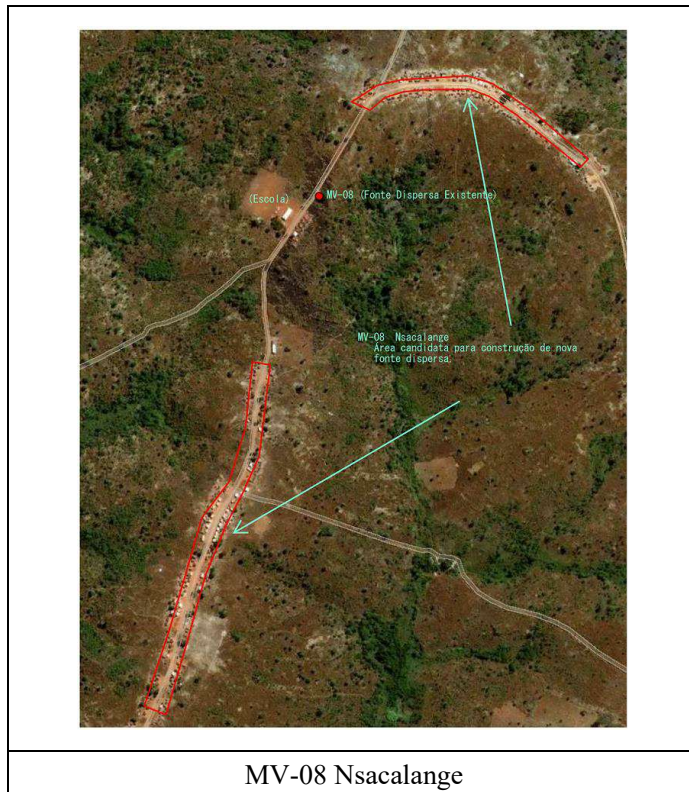 MV-08 (Fonte Dispersa Existente)
(Escola)
MV-08 Nsacalange
Área candidata para construção de nova
fonte dispersa.
MV-08 Nsacalange